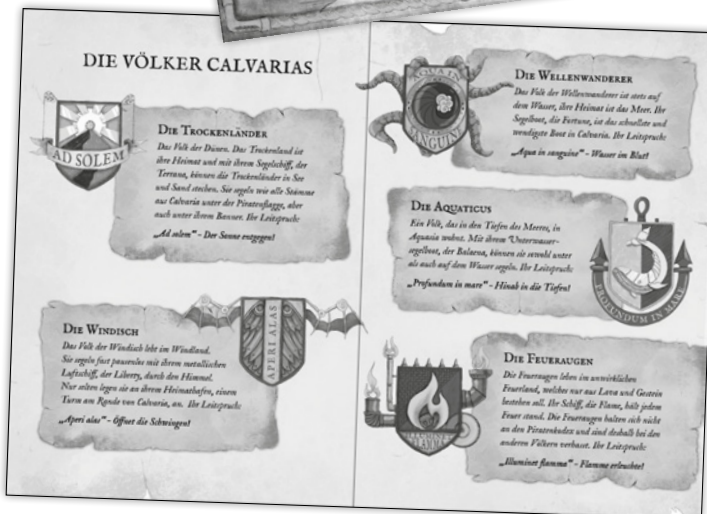 DIE VÖLKER CALVARIAS
AD SOLEM
DIE TROCKENLÄNDER
Das Volk der Dünen. Das Trockenland ist
ihre Heimat und mit ihrem Segelschiff, der
Terrana, können die Trockenländer in See
und Sand stechen. Sie segeln wie alle Stämme
aus Calvaria unter der Piratenflagge, aber
auch unter ihrem Banner. Ihr Leitspruch:
„Ad solem“ – Der Sonne entgegen!
DIE WINDISCH
Das Volk der Windisch lebt im Windland.
Sie segeln fast pausenlos mit ihrem metallischen
Luftschiff, der Liberty, durch den Himmel.
Nur selten legen sie an ihrem Heimathafen, einem
Turm am Rande von Calvaria, an. Ihr Leitspruch:
„Aperi alas“ – Öffnet die Schwingen!
APERI ALAS
AQUA IN
SANGUINE
DIE WELLENWANDERER
Das Volk der Wellenwanderer ist stets auf
dem Wasser, ihre Heimat ist das Meer. Ihr
Segelboot, die Fortune, ist das schnellste und
wendigste Boot in Calvaria. Ihr Leitspruch:
„Aqua in sanguine“ – Wasser im Blut!
DIE AQUATICUS
Ein Volk, das in den Tiefen des Meeres, in
Aquasia wohnt. Mit ihrem Unterwasser-
segelboot, der Balaena, können sie sowohl unter
als auch auf dem Wasser segeln. Ihr Leitspruch:
„Profundum in mare“ – Hinab in die Tiefen!
PROFUNDUM IN MARE
DIE FEUERAUGEN
Die Feueraugen leben im unwirklichen
Feuerland, welches nur aus Lava und Gestein
bestehen soll. Ihr Schiff, die Flame, hält jedem
Feuer stand. Die Feueraugen halten sich nicht
an den Piratenkodex und sind deshalb bei den
anderen Völkern verhasst. Ihr Leitspruch:
„Illuminet flamma“ – Flamme erleuchte!